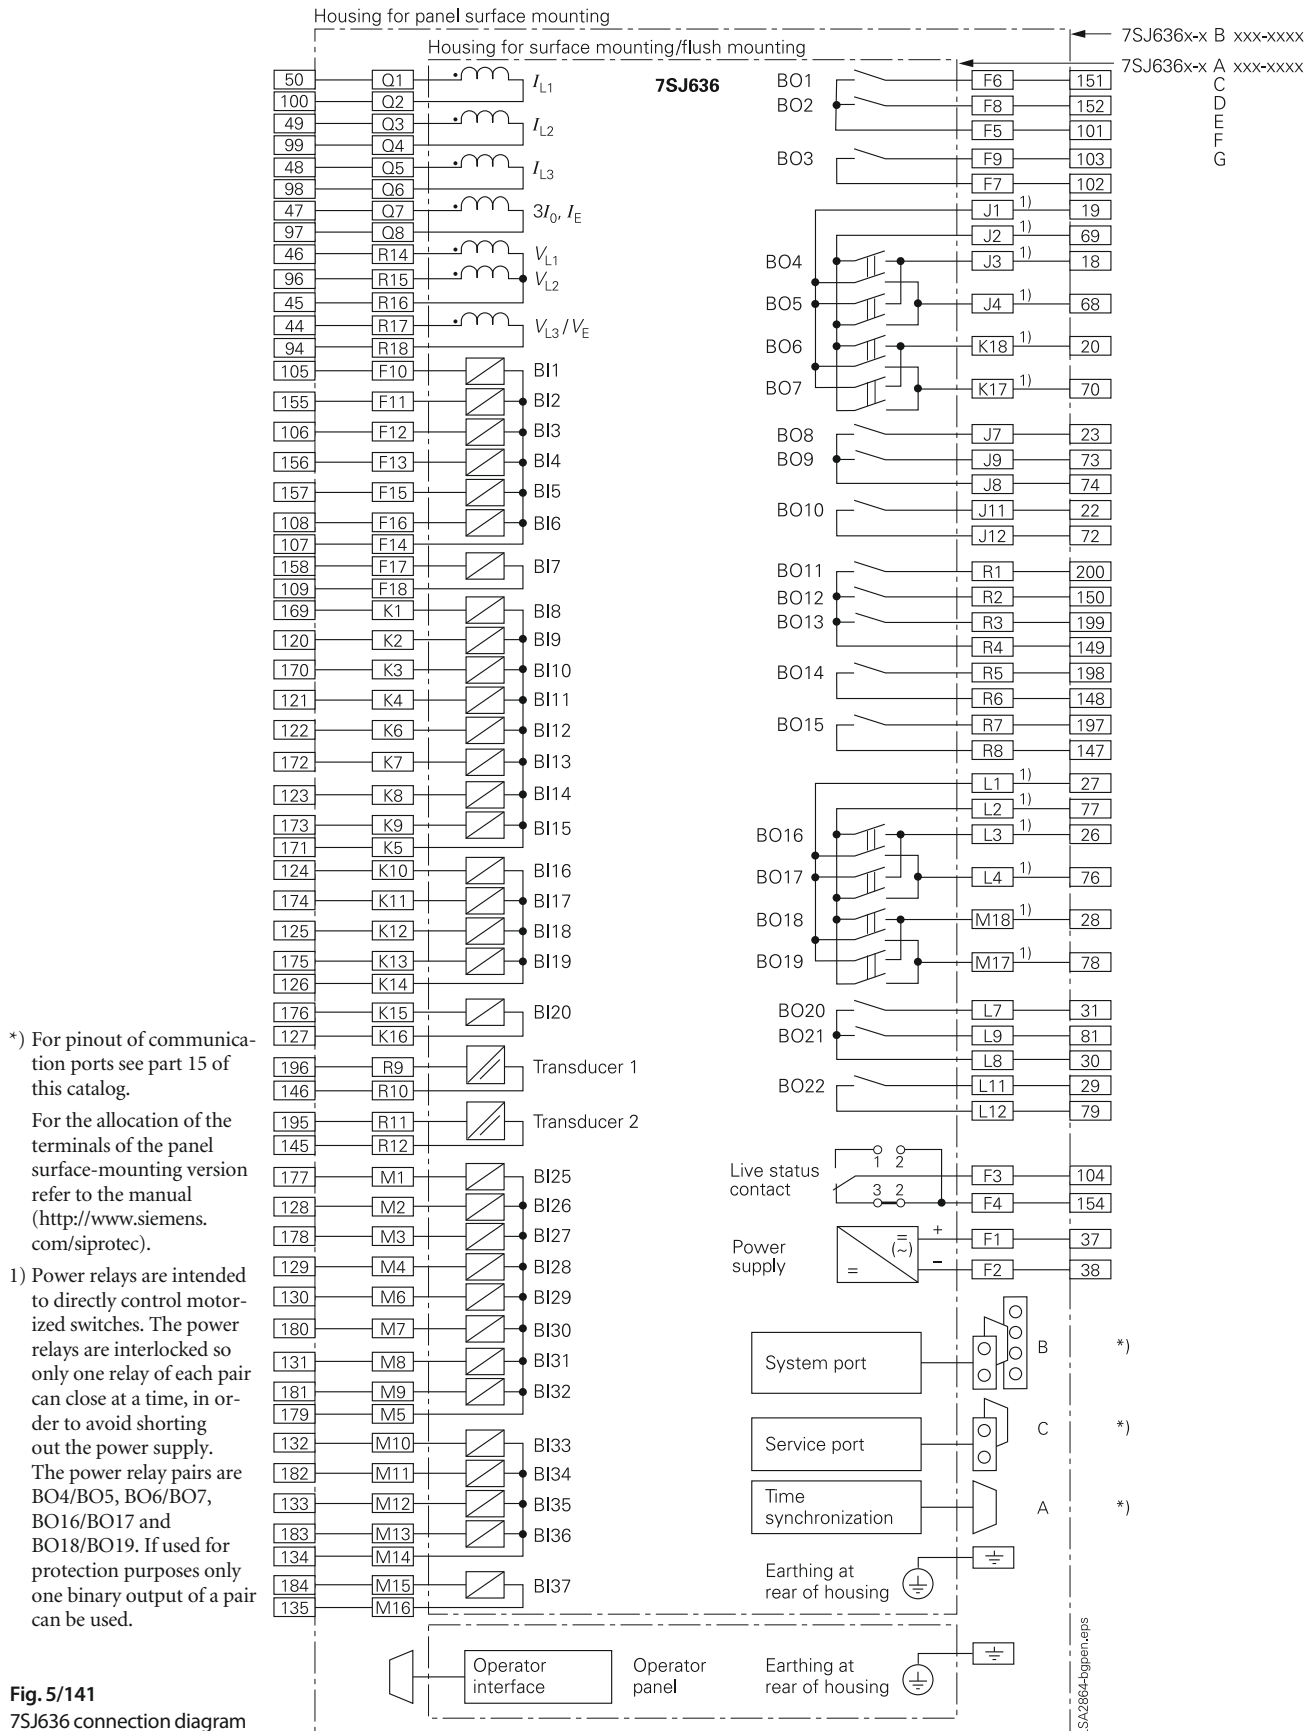 Housing for panel surface mounting
Housing for surface mounting/flush mounting
7SJ636x-x B xxx-xxxx
7SJ636x-x A xxx-xxxx
C
D
E
F
G
7SJ636
50 Q1 I L1
100 Q2
49 Q3 I L2
99 Q4
48 Q5 I L3
98 Q6
47 Q7 3I0, IE
97 Q8
46 R14 VL1
96 R15 VL2
45 R16
44 R17 VL3/VE
94 R18
105 F10 BI1
155 F11 BI2
106 F12 BI3
156 F13 BI4
157 F15 BI5
108 F16 BI6
107 F14
158 F17 BI7
109 F18
169 K1 BI8
120 K2 BI9
170 K3 BI10
121 K4 BI11
122 K6 BI12
172 K7 BI13
123 K8 BI14
173 K9 BI15
171 K5
124 K10 BI16
174 K11 BI17
125 K12 BI18
175 K13 BI19
126 K14
176 K15 BI20
127 K16
196 R9 Transducer 1
146 R10
195 R11 Transducer 2
145 R12
177 M1 BI25
128 M2 BI26
178 M3 BI27
129 M4 BI28
130 M6 BI29
180 M7 BI30
131 M8 BI31
181 M9 BI32
179 M5
132 M10 BI33
182 M11 BI34
133 M12 BI35
183 M13 BI36
134 M14
184 M15 BI37
135 M16
BO1 F6 151
BO2 F8 152
F5 101
BO3 F9 103
F7 102
J1 1) 19
J2 1) 69
BO4 J3 1) 18
BO5 J4 1) 68
BO6 K18 1) 20
BO7 K17 1) 70
BO8 J7 23
BO9 J9 73
J8 74
BO10 J11 22
J12 72
BO11 R1 200
BO12 R2 150
BO13 R3 199
R4 149
BO14 R5 198
R6 148
BO15 R7 197
R8 147
L1 1) 27
L2 1) 77
BO16 L3 1) 26
BO17 L4 1) 76
BO18 M18 1) 28
BO19 M17 1) 78
BO20 L7 31
BO21 L9 81
L8 30
BO22 L11 29
L12 79
Live status
contact
1 2
3 2
F3 104
F4 154
Power
supply
= (~)
=
+ F1 37
- F2 38
System port B *)
Service port C *)
Time
synchronization A *)
Earthing at
rear of housing
Operator
interface
Operator
panel
Earthing at
rear of housing
LSA2864-bgpen.eps
*) For pinout of communica-
tion ports see part 15 of
this catalog.
For the allocation of the
terminals of the panel
surface-mounting version
refer to the manual
(http://www.siemens.
com/siprotec).
1) Power relays are intended
to directly control motor-
ized switches. The power
relays are interlocked so
only one relay of each pair
can close at a time, in or-
der to avoid shorting
out the power supply.
The power relay pairs are
BO4/BO5, BO6/BO7,
BO16/BO17 and
BO18/BO19. If used for
protection purposes only
one binary output of a pair
can be used.
Fig. 5/141
7SJ636 connection diagram